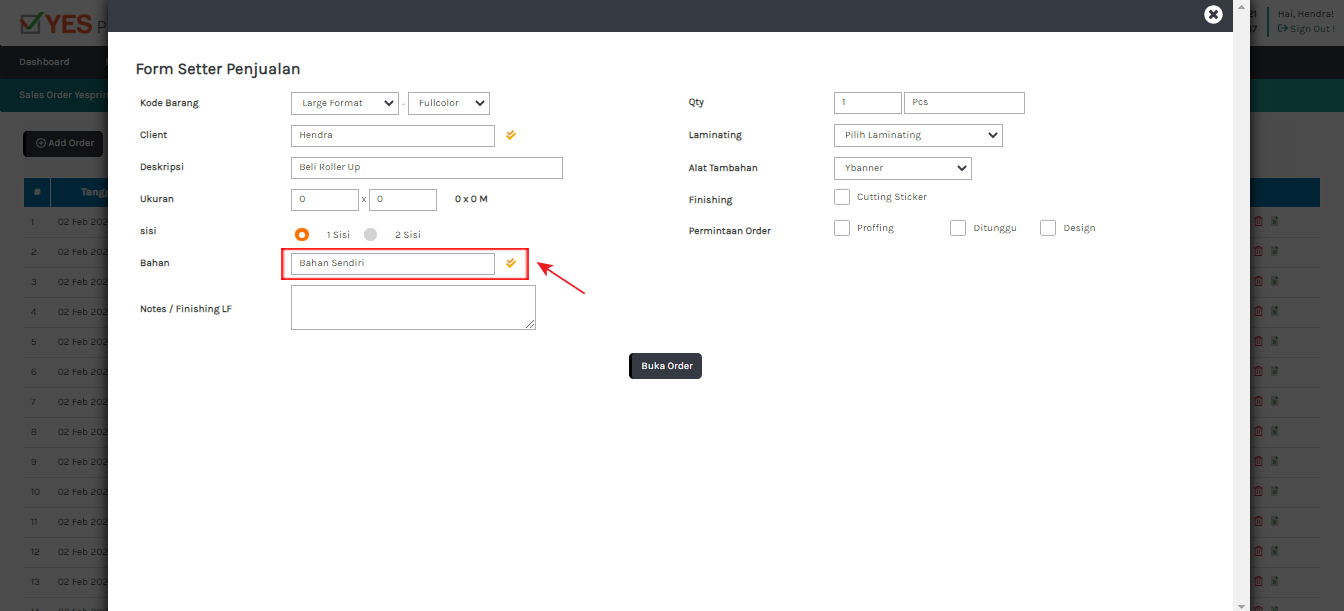 YES P
21
Hai, Hendra!
37
Sign Out !
Dashboard
Sales Order Yesprin
Add Order
# Tangg
1 02 Feb 202
2 02 Feb 202
3 02 Feb 202
4 02 Feb 202
5 02 Feb 202
6 02 Feb 202
7 02 Feb 202
8 02 Feb 202
9 02 Feb 202
10 02 Feb 202
11 02 Feb 202
12 02 Feb 202
13 02 Feb 202
Form Setter Penjualan
Kode Barang Large Format - Fullcolor
Client Hendra
Deskripsi Beli Roller Up
Ukuran 0 x 0 0 x 0 M
sisi 1 Sisi 2 Sisi
Bahan Bahan Sendiri
Notes / Finishing LF
Qty 1 Pcs
Laminating Pilih Laminating
Alat Tambahan Ybanner
Finishing Cutting Sticker
Permintaan Order Proffing Ditunggu Design
Buka Order